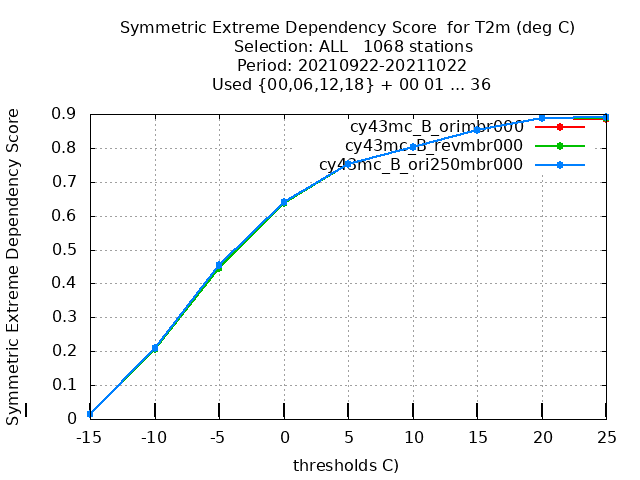 Symmetric Extreme Dependency Score  for T2m (deg C)
Selection: ALL   1068 stations
Period: 20210922-20211022
Used {00,06,12,18} + 00 01 ... 36
Symmetric Extreme Dependency Score
0.9
0.8
0.7
0.6
0.5
0.4
0.3
0.2
0.1
0
cy43mc_B_orimbr000
cy43mc_B_revmbr000
cy43mc_B_ori250mbr000
-15
-10
-5
0
5
10
15
20
25
thresholds C)